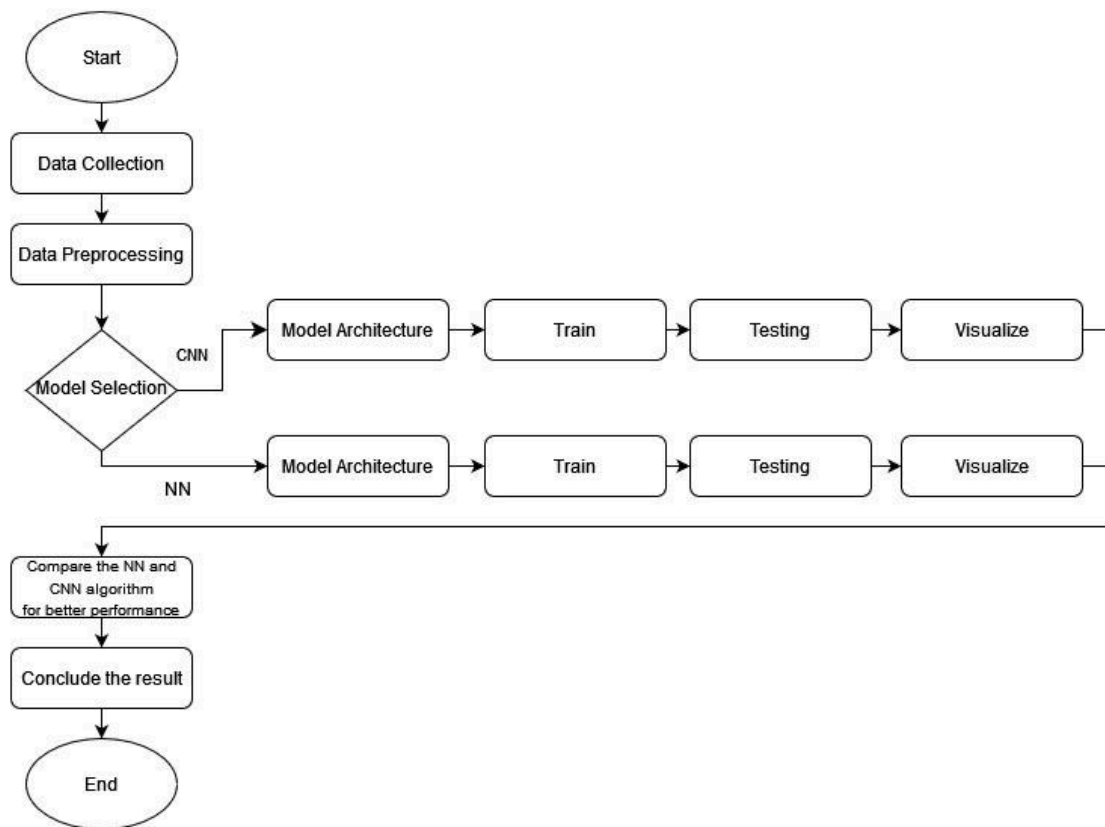 Start
Data Collection
Data Preprocessing
Model Selection
CNN
Model Architecture
Train
Testing
Visualize
NN
Model Architecture
Train
Testing
Visualize
Compare the NN and
CNN algorithm
for better performance
Conclude the result
End